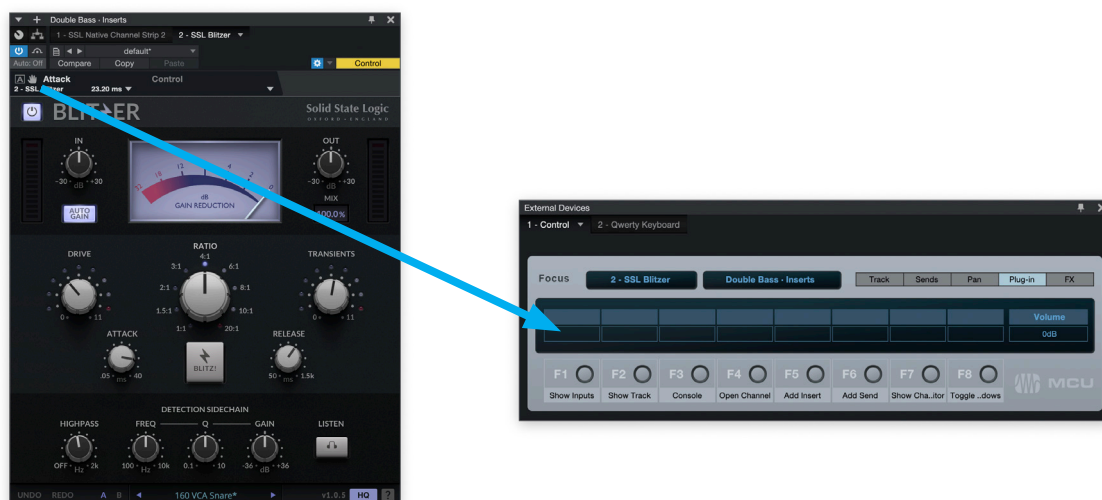 Double Bass - Inserts
1 - SSL Native Channel Strip 2 2 - SSL Blitzer
default*
Auto: Off Compare Copy Paste Control
A Attack Control
2 - SSL 23.20 ms
BLITZER Solid State Logic
OXFORD • ENGLAND
IN OUT
-30 +30 -30 +30
dB dB
MIX
AUTO GAIN 100.0%
dB
GAIN REDUCTION
DRIVE RATIO TRANSIENTS
4:1
3:1 6:1
2:1 8:1
1.5:1 10:1
1:1 20:1
0 11 0 11
ATTACK RELEASE
BLITZ!
.05 ms 40 50 ms 1.5k
DETECTION SIDECHAIN
HIGHPASS FREQ Q GAIN LISTEN
OFF Hz 2k 100 Hz 10k 0.1 10 -36 dB +36
UNDO REDO A B 160 VCA Snare* v1.0.5 HQ ?
External Devices
1 - Control 2 - Qwerty Keyboard
Focus 2 - SSL Blitzer Double Bass - Inserts Track Sends Pan Plug-in FX
Volume
0dB
F1 F2 F3 F4 F5 F6 F7 F8
Show Inputs Show Track Console Open Channel Add Insert Add Send Show Cha..itor Toggle ..dows
MCU